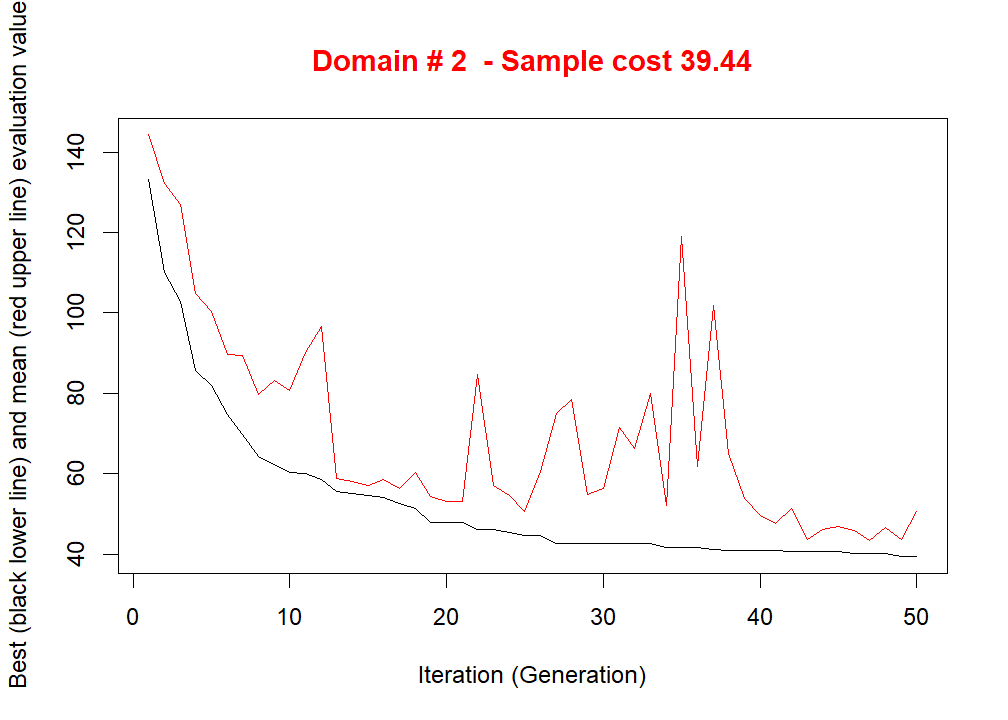 Domain # 2  - Sample cost 39.44
Best (black lower line) and mean (red upper line) evaluation value
140
120
100
80
60
40
0 10 20 30 40 50
Iteration (Generation)